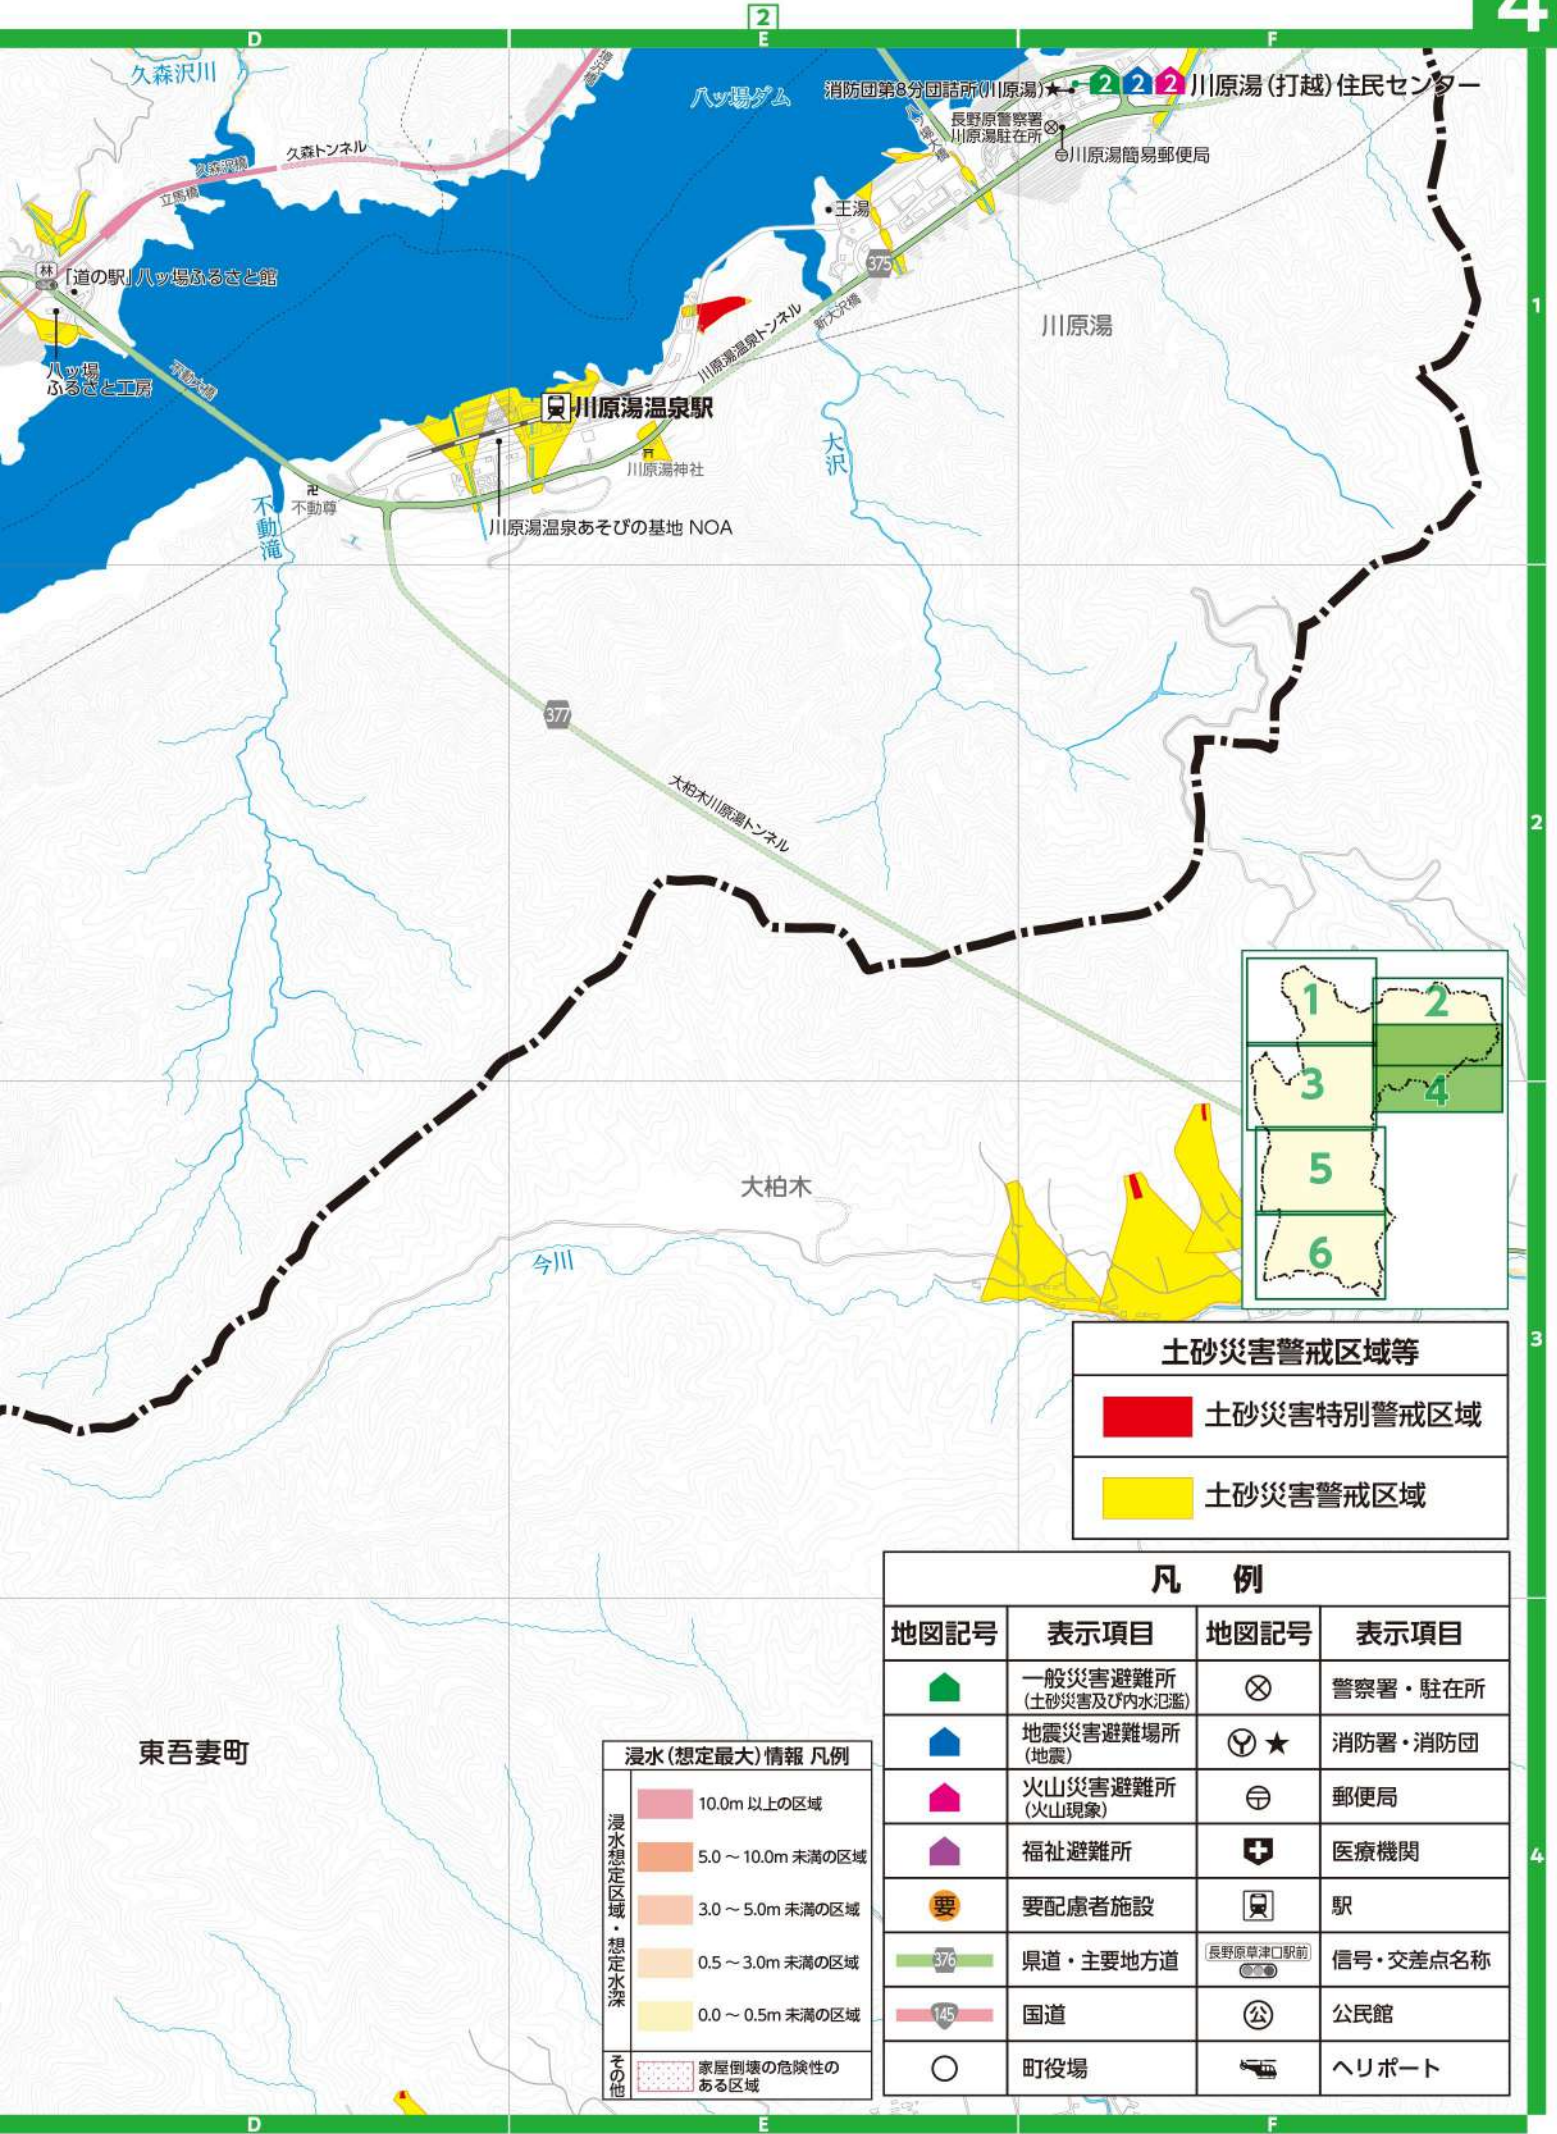 2
4
D
E
F
久森沢川
境沢橋
八ッ場ダム
消防団第8分団詰所(川原湯)★
2
2
2
川原湯(打越)住民センター
長野原警察署
川原湯駐在所
川原湯簡易郵便局
久森トンネル
久森沢橋
立馬橋
王湯
林
「道の駅」八ッ場ふるさと館
375
新大沢橋
川原湯温泉トンネル
川原湯
1
八ッ場
ふるさと工房
不動大橋
川原湯温泉駅
大沢
川原湯神社
不動尊
不動滝
川原湯温泉あそびの基地 NOA
377
大柏木川原湯トンネル
2
1
2
3
4
5
6
大柏木
今川
3
土砂災害警戒区域等
土砂災害特別警戒区域
土砂災害警戒区域
凡 例
地図記号 表示項目 地図記号 表示項目
一般災害避難所
(土砂災害及び内水氾濫)
警察署・駐在所
地震災害避難場所
(地震)
★ 消防署・消防団
火山災害避難所
(火山現象)
郵便局
福祉避難所
医療機関
要 要配慮者施設
駅
376 県道・主要地方道
長野原草津口駅前 信号・交差点名称
145 国道
公 公民館
町役場
ヘリポート
東吾妻町
浸水(想定最大)情報 凡例
浸水想定区域・想定水深
10.0m 以上の区域
5.0 ~ 10.0m 未満の区域
3.0 ~ 5.0m 未満の区域
0.5 ~ 3.0m 未満の区域
0.0 ~ 0.5m 未満の区域
その他
家屋倒壊の危険性の
ある区域
4
D
E
F